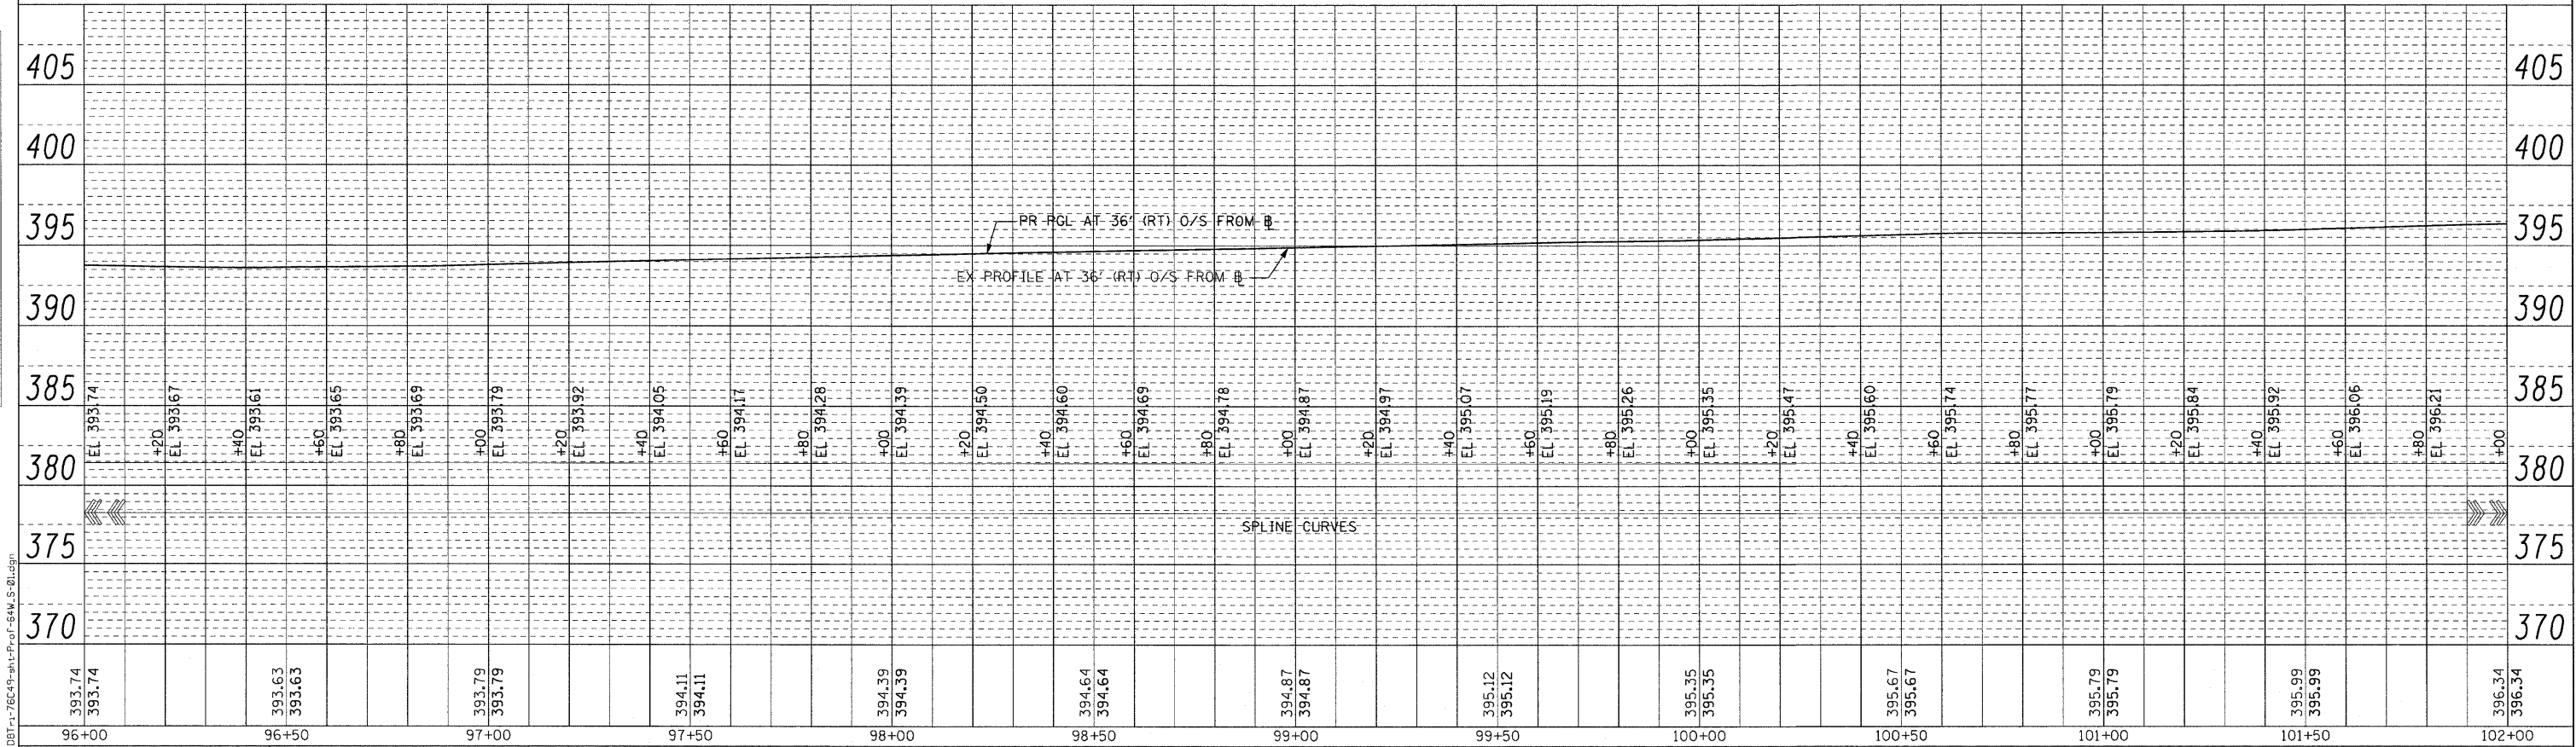 405 405
400 400
PR PGL AT 36' (RT) O/S FROM BL
395 395
EX PROFILE AT 36' (RT) O/S FROM BL
390 390
385 385
EL 393.74
+20 EL 393.67
+40 EL 393.61
+60 EL 393.65
+80 EL 393.69
+00 EL 393.79
+20 EL 393.92
+40 EL 394.05
+60 EL 394.17
+80 EL 394.28
+00 EL 394.39
+20 EL 394.50
+40 EL 394.60
+60 EL 394.69
+80 EL 394.78
+00 EL 394.87
+20 EL 394.97
+40 EL 395.07
+60 EL 395.19
+80 EL 395.26
+00 EL 395.35
+20 EL 395.47
+40 EL 395.60
+60 EL 395.74
+80 EL 395.77
+00 EL 395.79
+20 EL 395.84
+40 EL 395.92
+60 EL 396.06
+80 EL 396.21
+00
380 380
SPLINE CURVES
375 375
370 370
393.74 393.74
393.63 393.63
393.79 393.79
394.11 394.11
394.39 394.39
394.64 394.64
394.87 394.87
395.12 395.12
395.35 395.35
395.67 395.67
395.79 395.79
395.99 395.99
396.34 396.34
96+00 96+50 97+00 97+50 98+00 98+50 99+00 99+50 100+00 100+50 101+00 101+50 102+00
D8Tri-76C49-sht-Prof-64W_S-01.dgn